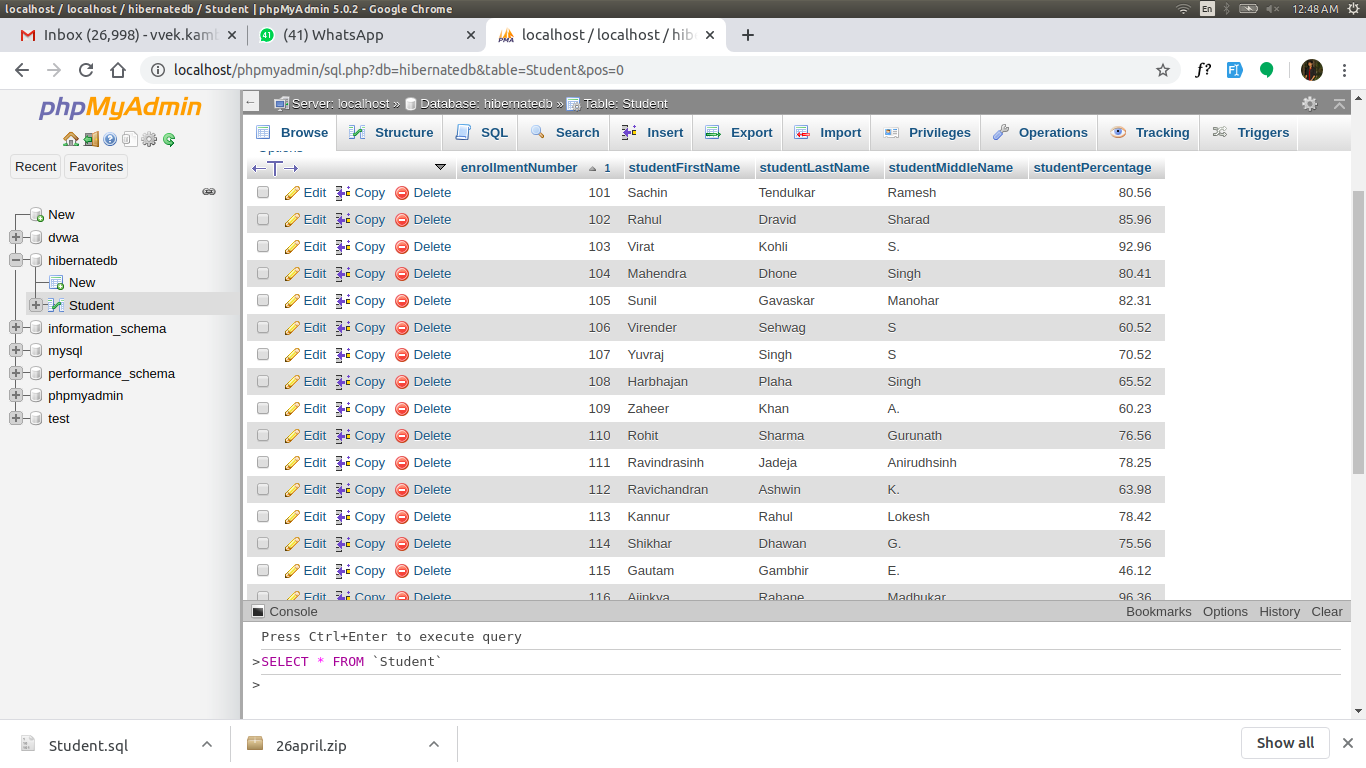 localhost / localhost / hibernatedb / Student | phpMyAdmin 5.0.2 - Google Chrome En 12:48 AM
Inbox (26,998) - vvek.kam (41) WhatsApp localhost / localhost / hib
localhost/phpmyadmin/sql.php?db=hibernatedb&table=Student&pos=0
phpMyAdmin
Recent Favorites
New
dvwa
hibernatedb
New
Student
information_schema
mysql
performance_schema
phpmyadmin
test
Server: localhost » Database: hibernatedb » Table: Student
Browse Structure SQL Search Insert Export Import Privileges Operations Tracking Triggers
Options
enrollmentNumber 1 studentFirstName studentLastName studentMiddleName studentPercentage
Edit Copy Delete 101 Sachin Tendulkar Ramesh 80.56
Edit Copy Delete 102 Rahul Dravid Sharad 85.96
Edit Copy Delete 103 Virat Kohli S. 92.96
Edit Copy Delete 104 Mahendra Dhone Singh 80.41
Edit Copy Delete 105 Sunil Gavaskar Manohar 82.31
Edit Copy Delete 106 Virender Sehwag S 60.52
Edit Copy Delete 107 Yuvraj Singh S 70.52
Edit Copy Delete 108 Harbhajan Plaha Singh 65.52
Edit Copy Delete 109 Zaheer Khan A. 60.23
Edit Copy Delete 110 Rohit Sharma Gurunath 76.56
Edit Copy Delete 111 Ravindrasinh Jadeja Anirudhsinh 78.25
Edit Copy Delete 112 Ravichandran Ashwin K. 63.98
Edit Copy Delete 113 Kannur Rahul Lokesh 78.42
Edit Copy Delete 114 Shikhar Dhawan G. 75.56
Edit Copy Delete 115 Gautam Gambhir E. 46.12
Edit Copy Delete 116 Ajinkya Rahane Madhukar 96.36
Console Bookmarks Options History Clear
Press Ctrl+Enter to execute query
>SELECT * FROM `Student`
>
Student.sql 26april.zip Show all